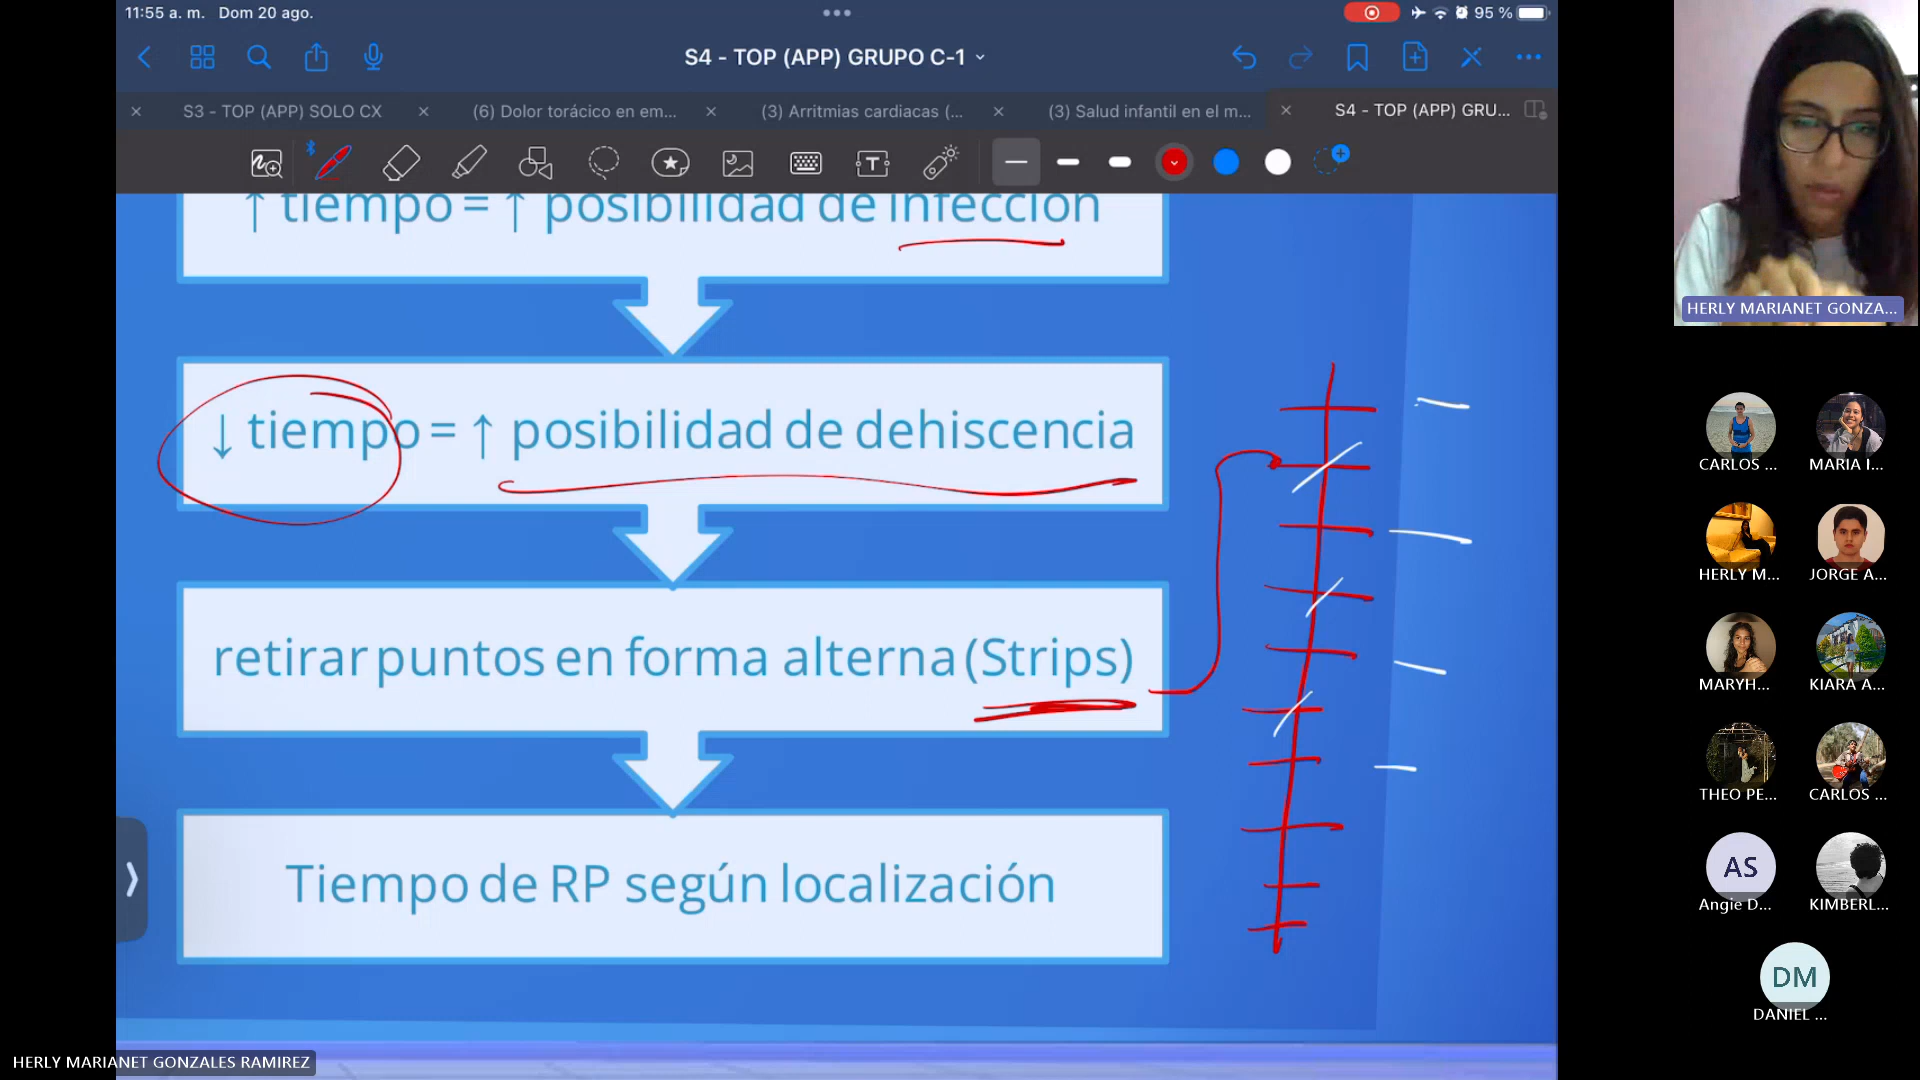 11:55 a. m. Dom 20 ago.
95 %
S4 - TOP (APP) GRUPO C-1
S3 - TOP (APP) SOLO CX
(6) Dolor torácico en em...
(3) Arritmias cardiacas (...
(3) Salud infantil en el m...
S4 - TOP (APP) GRU...
↑ tiempo = ↑ posibilidad de infección
↓ tiempo = ↑ posibilidad de dehiscencia
retirar puntos en forma alterna (Strips)
Tiempo de RP según localización
HERLY MARIANET GONZA...
CARLOS ...
MARIA I...
HERLY M...
JORGE A...
MARYH...
KIARA A...
THEO PE...
CARLOS ...
AS
Angie D...
KIMBERL...
DM
DANIEL ...
HERLY MARIANET GONZALES RAMIREZ